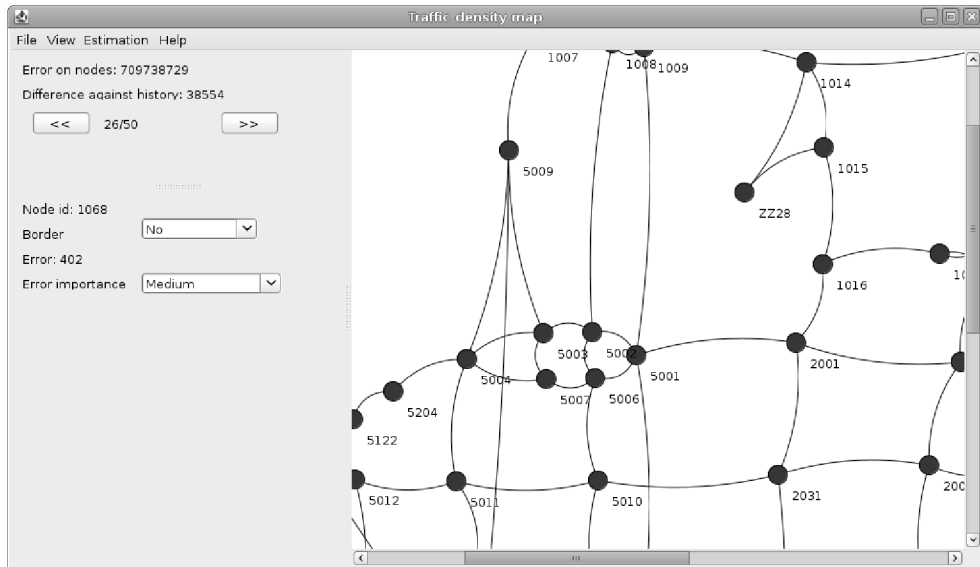 Traffic density map
File View Estimation Help
Error on nodes: 709738729
Difference against history: 38554
<< 26/50 >>
Node id: 1068
Border No
Error: 402
Error importance Medium
1007
1008
1009
1014
5009
1015
ZZ28
1016
5003
5002
5004
5001
2001
5007
5006
5204
5122
5012
5011
5010
2031